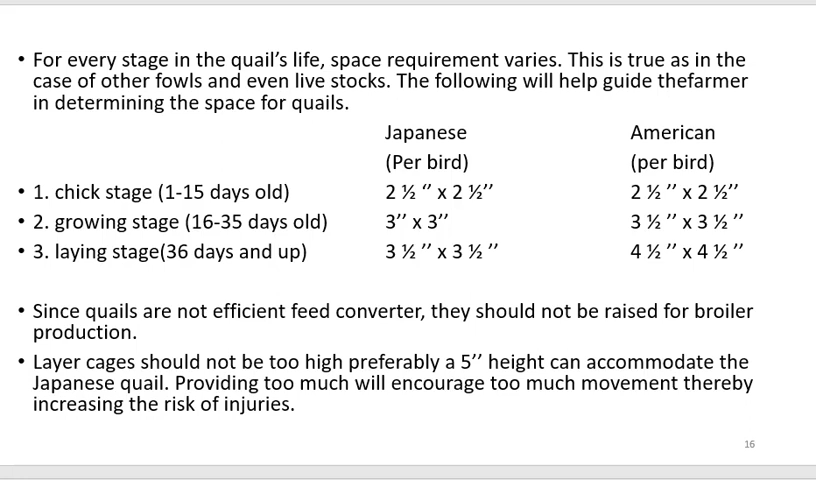 • For every stage in the quail’s life, space requirement varies. This is true as in the
case of other fowls and even live stocks. The following will help guide thefarmer
in determining the space for quails.
Japanese American
(Per bird) (per bird)
• 1. chick stage (1-15 days old) 2 ½ ‘’ x 2 ½’’ 2 ½ ’’ x 2 ½’’
• 2. growing stage (16-35 days old) 3’’ x 3’’ 3 ½ ’’ x 3 ½ ’’
• 3. laying stage(36 days and up) 3 ½ ’’ x 3 ½ ’’ 4 ½ ’’ x 4 ½ ’’
• Since quails are not efficient feed converter, they should not be raised for broiler
production.
• Layer cages should not be too high preferably a 5’’ height can accommodate the
Japanese quail. Providing too much will encourage too much movement thereby
increasing the risk of injuries.
16